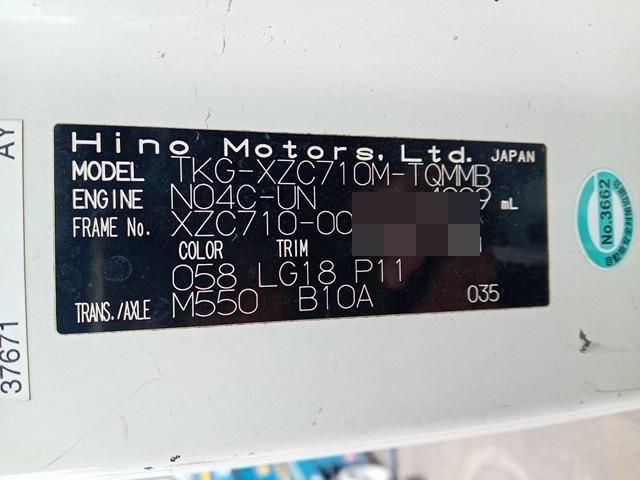 Hino Motors, Ltd. JAPAN
MODEL TKG-XZC710M-TQMMB
ENGINE N04C-UN mL
FRAME No. XZC710-00
COLOR TRIM
058 LG18 P11
TRANS./AXLE M550 B10A 035
AY
37671
No.3662